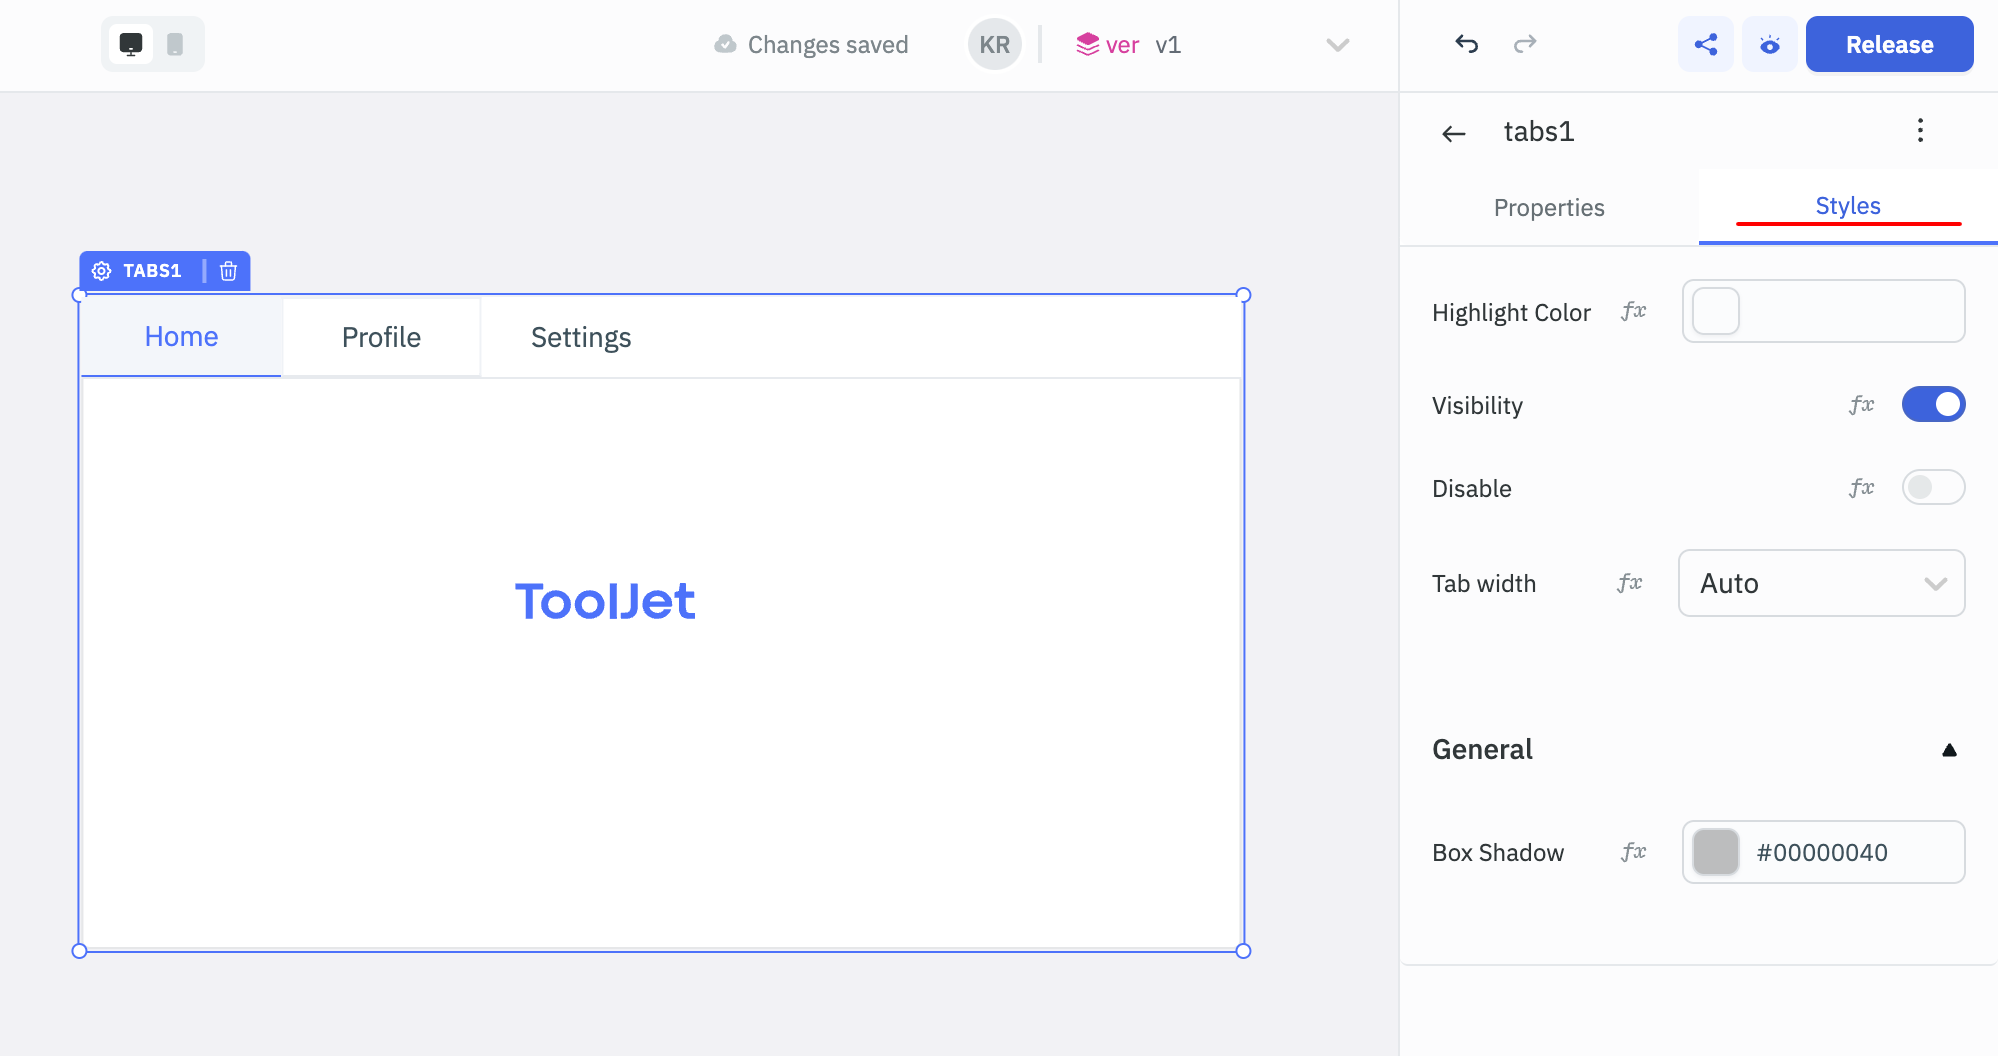 Changes saved
KR
ver v1
Release
tabs1
Properties
Styles
TABS1
Home
Profile
Settings
ToolJet
Highlight Color fx
Visibility fx
Disable fx
Tab width fx Auto
General
Box Shadow fx #00000040